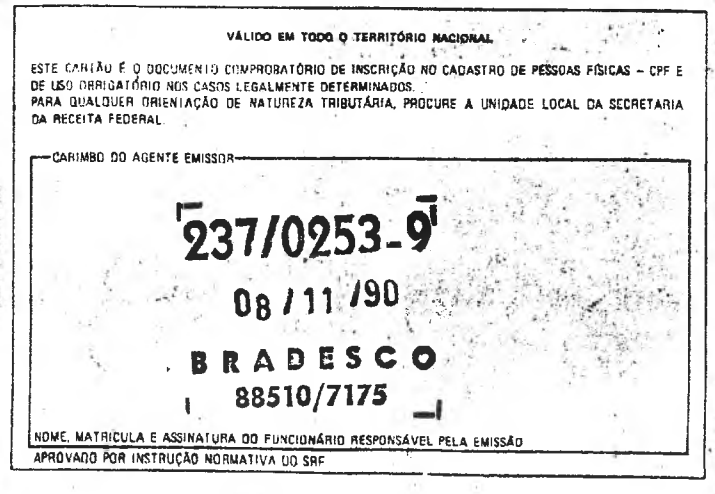 VÁLIDO EM TODO O TERRITÓRIO NACIONAL
ESTE CARTÃO É O DOCUMENTO COMPROBATÓRIO DE INSCRIÇÃO NO CADASTRO DE PESSOAS FÍSICAS – CPF E
DE USO OBRIGATÓRIO NOS CASOS LEGALMENTE DETERMINADOS.
PARA QUALQUER ORIENTAÇÃO DE NATUREZA TRIBUTÁRIA, PROCURE A UNIDADE LOCAL DA SECRETARIA
DA RECEITA FEDERAL.
CARIMBO DO AGENTE EMISSOR
237/0253-9
08/11/90
BRADESCO
88510/7175
NOME, MATRÍCULA E ASSINATURA DO FUNCIONÁRIO RESPONSÁVEL PELA EMISSÃO
APROVADO POR INSTRUÇÃO NORMATIVA DO SRF